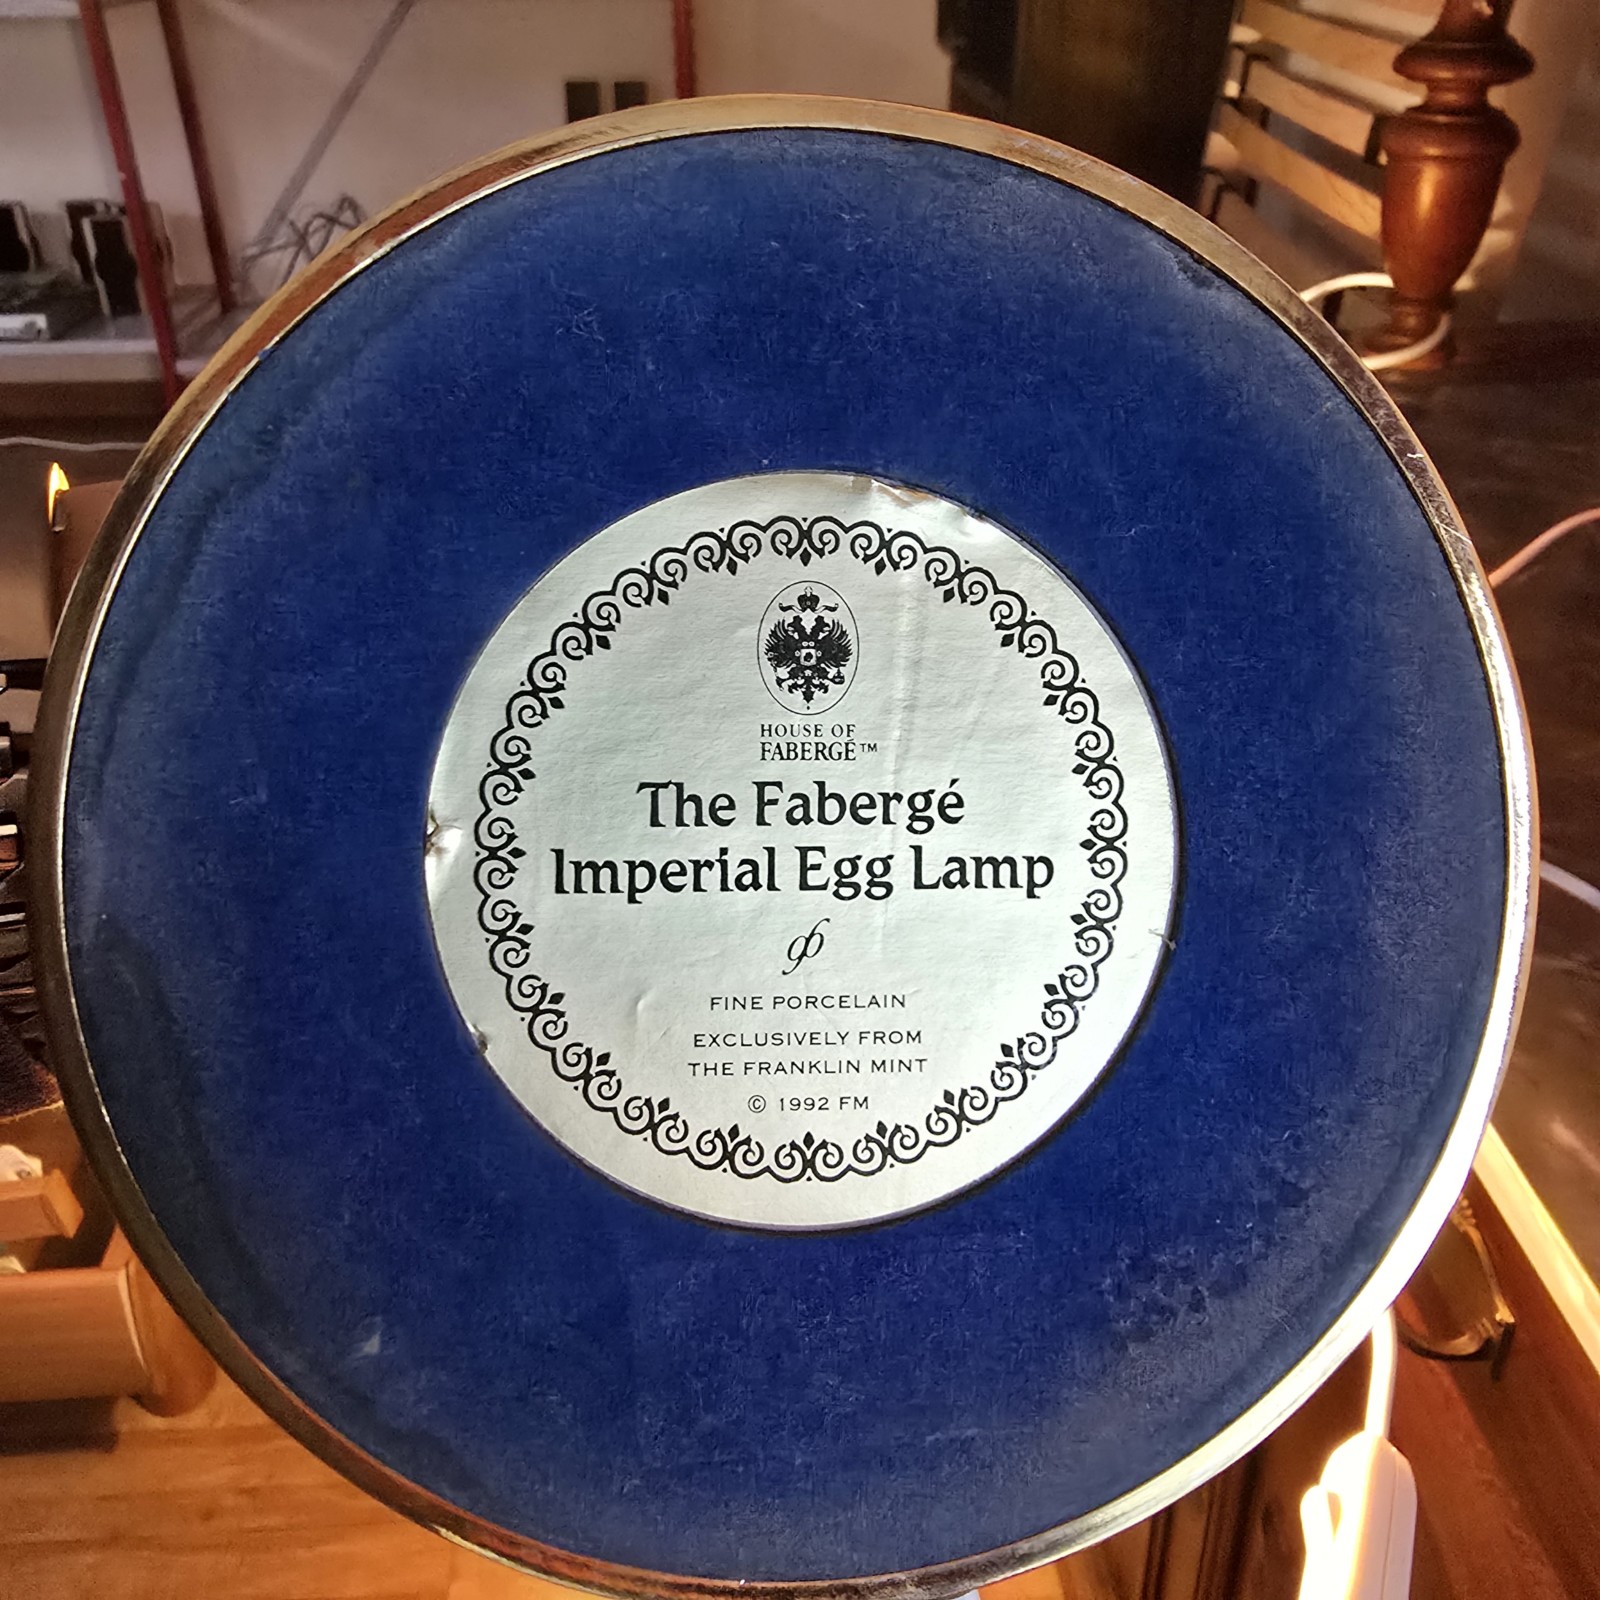 HOUSE OF
FABERGÉ™
The Fabergé
Imperial Egg Lamp
FINE PORCELAIN
EXCLUSIVELY FROM
THE FRANKLIN MINT
© 1992 FM